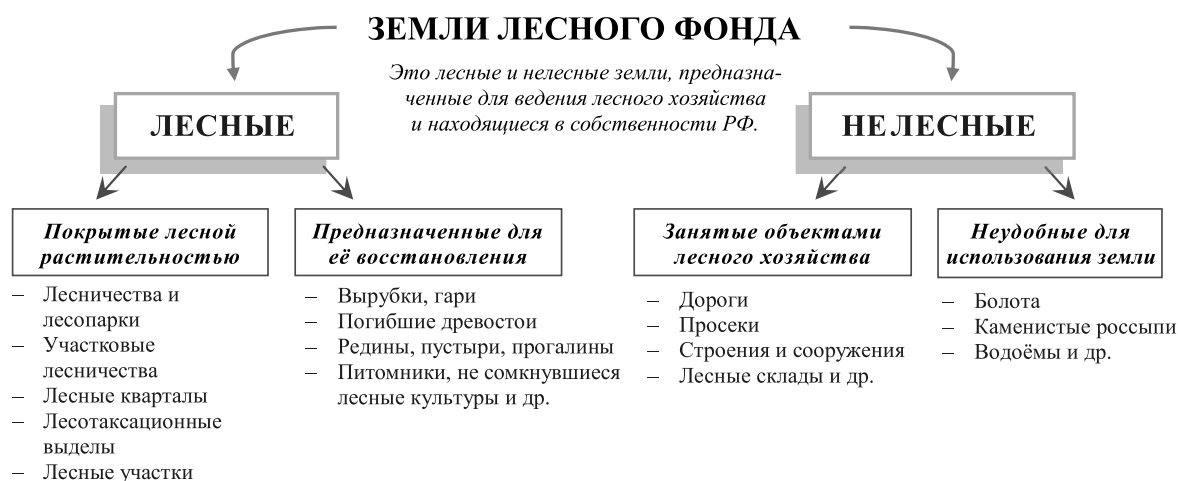 ЗЕМЛИ ЛЕСНОГО ФОНДА
Это лесные и нелесные земли, предназна-
ченные для ведения лесного хозяйства
и находящиеся в собственности РФ.
ЛЕСНЫЕ
НЕЛЕСНЫЕ
Покрытые лесной
растительностью
– Лесничества и
лесопарки
– Участковые
лесничества
– Лесные кварталы
– Лесотаксационные
выделы
– Лесные участки
Предназначенные для
её восстановления
– Вырубки, гари
– Погибшие древостои
– Редины, пустыри, прогалины
– Питомники, не сомкнувшиеся
лесные культуры и др.
Занятые объектами
лесного хозяйства
– Дороги
– Просеки
– Строения и сооружения
– Лесные склады и др.
Неудобные для
использования земли
– Болота
– Каменистые россыпи
– Водоёмы и др.